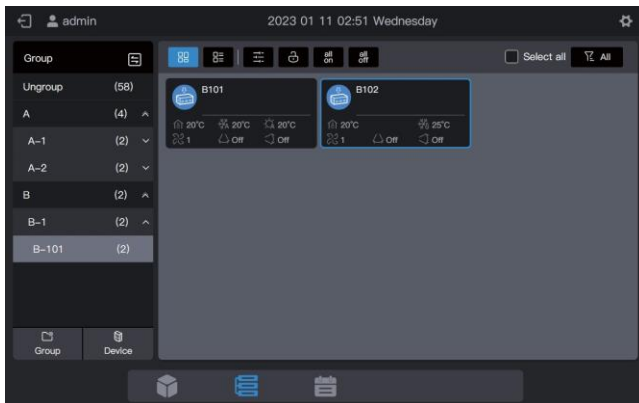 admin
2023 01 11 02:51 Wednesday
Group
all on
all off
Select all
All
Ungroup (58)
A (4)
A-1 (2)
A-2 (2)
B (2)
B-1 (2)
B-101 (2)
B101
20°C 20°C 20°C
1 Off Off
B102
20°C 25°C
1 Off Off
Group
Device